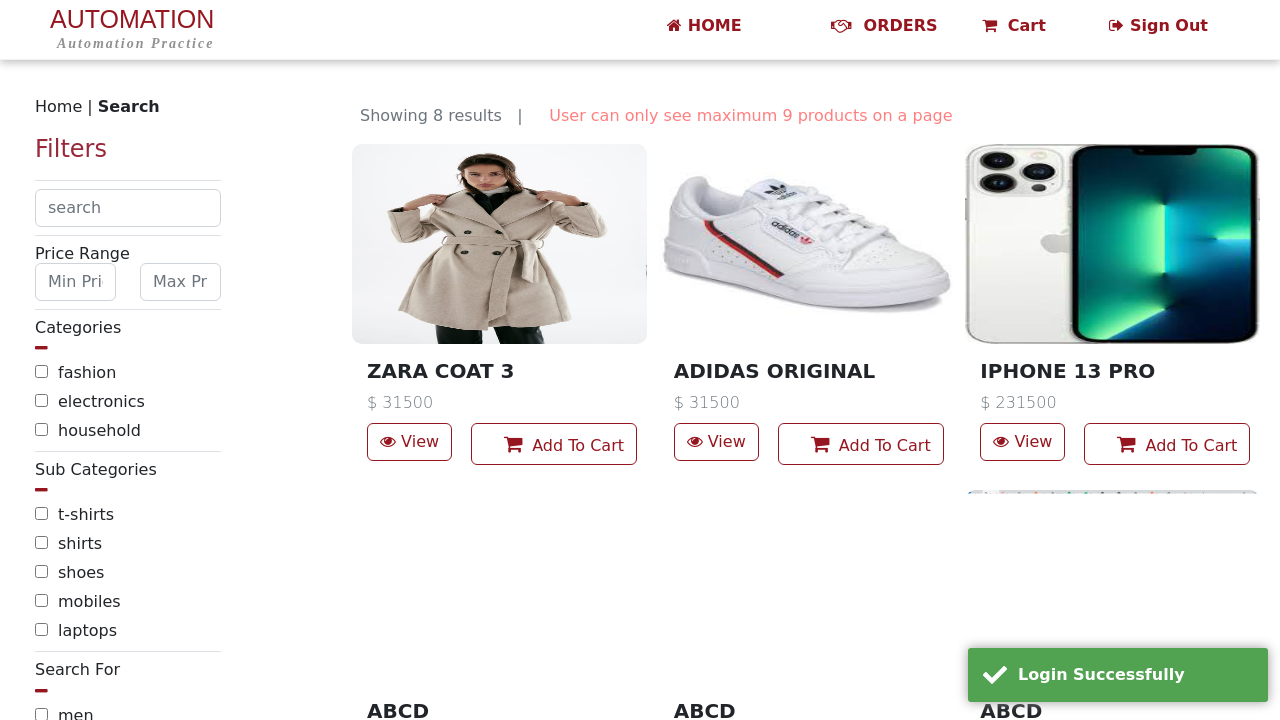 AUTOMATION
Automation Practice
HOME
ORDERS
Cart
Sign Out
Home | Search
Filters
search
Price Range
Min Pri
Max Pr
Categories
fashion
electronics
household
Sub Categories
t-shirts
shirts
shoes
mobiles
laptops
Search For
men
Showing 8 results | User can only see maximum 9 products on a page
ZARA COAT 3
$ 31500
View
Add To Cart
adidas
ADIDAS ORIGINAL
$ 31500
View
Add To Cart
IPHONE 13 PRO
$ 231500
View
Add To Cart
ABCD
ABCD
ABCD
Login Successfully